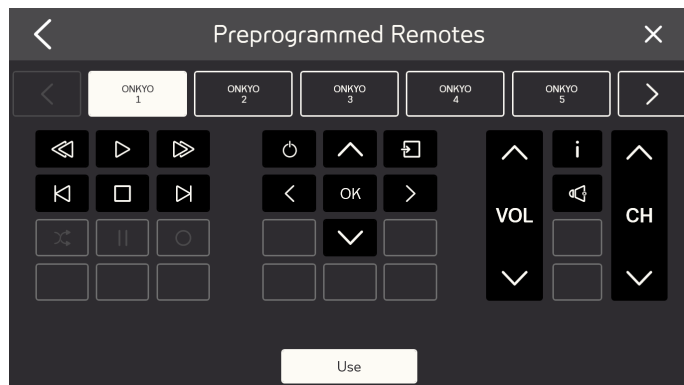 Preprogrammed Remotes
ONKYO
1
ONKYO
2
ONKYO
3
ONKYO
4
ONKYO
5
OK
VOL
i
CH
Use